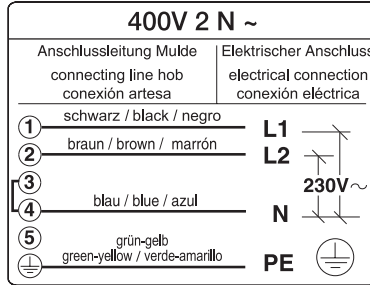 400V 2 N ~
Anschlussleitung Mulde
connecting line hob
conexión artesa
Elektrischer Anschluss
electrical connection
conexión eléctrica
1 schwarz / black / negro L1
2 braun / brown / marrón L2
3
230V~
4 blau / blue / azul N
5
grün-gelb
green-yellow / verde-amarillo PE